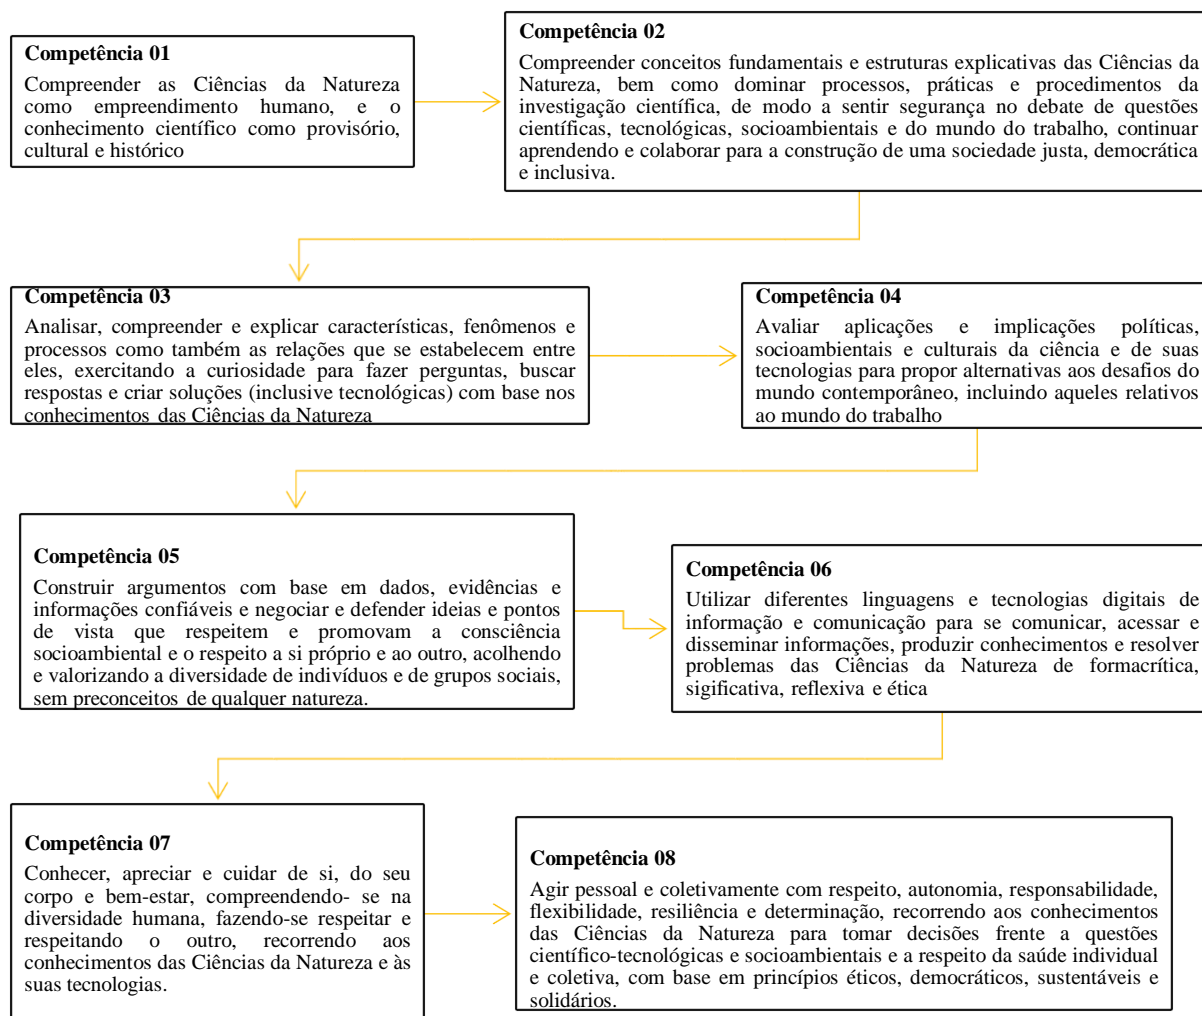 Competência 01
Compreender as Ciências da Natureza
como empreendimento humano, e o
conhecimento científico como provisório,
cultural e histórico
Competência 02
Compreender conceitos fundamentais e estruturas explicativas das Ciências da
Natureza, bem como dominar processos, práticas e procedimentos da
investigação científica, de modo a sentir segurança no debate de questões
científicas, tecnológicas, socioambientais e do mundo do trabalho, continuar
aprendendo e colaborar para a construção de uma sociedade justa, democrática
e inclusiva.
Competência 03
Analisar, compreender e explicar características, fenômenos e
processos como também as relações que se estabelecem entre
eles, exercitando a curiosidade para fazer perguntas, buscar
respostas e criar soluções (inclusive tecnológicas) com base nos
conhecimentos das Ciências da Natureza
Competência 04
Avaliar aplicações e implicações políticas,
socioambientais e culturais da ciência e de suas
tecnologias para propor alternativas aos desafios do
mundo contemporâneo, incluindo aqueles relativos
ao mundo do trabalho
Competência 05
Construir argumentos com base em dados, evidências e
informações confiáveis e negociar e defender ideias e pontos
de vista que respeitem e promovam a consciência
socioambiental e o respeito a si próprio e ao outro, acolhendo
e valorizando a diversidade de indivíduos e de grupos sociais,
sem preconceitos de qualquer natureza.
Competência 06
Utilizar diferentes linguagens e tecnologias digitais de
informação e comunicação para se comunicar, acessar e
disseminar informações, produzir conhecimentos e resolver
problemas das Ciências da Natureza de formacrítica,
sigificativa, reflexiva e ética
Competência 07
Conhecer, apreciar e cuidar de si, do seu
corpo e bem-estar, compreendendo- se na
diversidade humana, fazendo-se respeitar e
respeitando o outro, recorrendo aos
conhecimentos das Ciências da Natureza e às
suas tecnologias.
Competência 08
Agir pessoal e coletivamente com respeito, autonomia, responsabilidade,
flexibilidade, resiliência e determinação, recorrendo aos conhecimentos
das Ciências da Natureza para tomar decisões frente a questões
científico-tecnológicas e socioambientais e a respeito da saúde individual
e coletiva, com base em princípios éticos, democráticos, sustentáveis e
solidários.